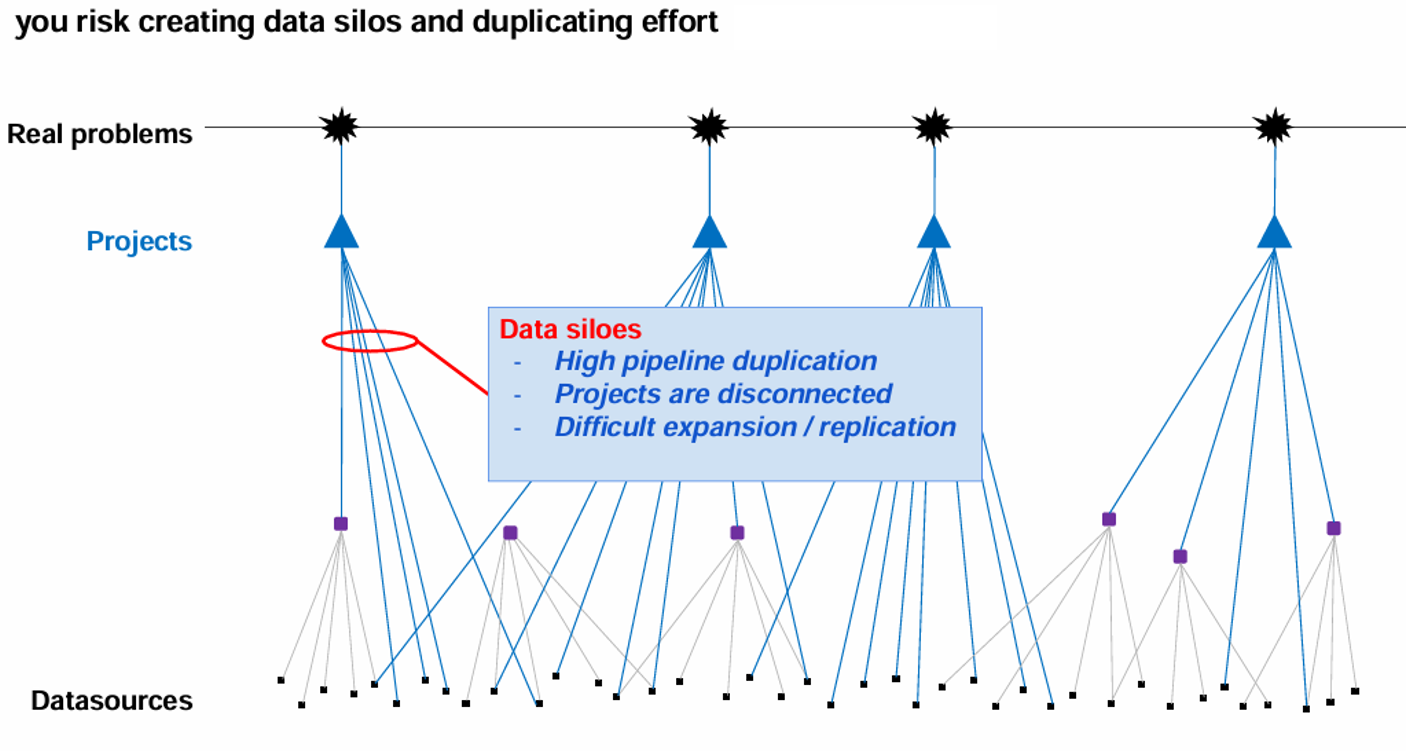 you risk creating data silos and duplicating effort
Real problems
Projects
Data siloes
- High pipeline duplication
- Projects are disconnected
- Difficult expansion / replication
Datasources